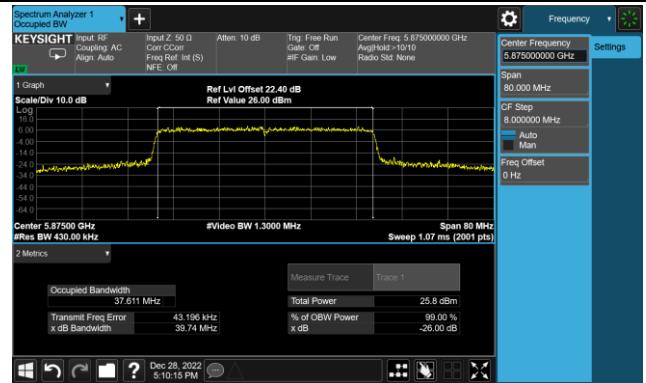 Spectrum Analyzer 1
Occupied BW
Frequency
KEYSIGHT
Input: RF
Coupling: AC
Align: Auto
Input Z: 50 Ω
Corr CCorr
Freq Ref: Int (S)
NFE: Off
Atten: 10 dB
Trig: Free Run
Gate: Off
#IF Gain: Low
Center Freq: 5.875000000 GHz
Avg|Hold:>10/10
Radio Std: None
Center Frequency
5.875000000 GHz
Settings
Span
80.000 MHz
CF Step
8.000000 MHz
Auto
Man
Freq Offset
0 Hz
1 Graph
Scale/Div 10.0 dB
Ref Lvl Offset 22.40 dB
Ref Value 26.00 dBm
Log
16.0
6.00
-4.00
-14.0
-24.0
-34.0
-44.0
-54.0
-64.0
Center 5.87500 GHz
#Res BW 430.00 kHz
#Video BW 1.3000 MHz
Span 80 MHz
Sweep 1.07 ms (2001 pts)
2 Metrics
Measure Trace
Trace 1
Occupied Bandwidth
37.611 MHz
Total Power
25.8 dBm
Transmit Freq Error
43.196 kHz
% of OBW Power
99.00 %
x dB Bandwidth
39.74 MHz
x dB
-26.00 dB
Dec 28, 2022
5:10:15 PM